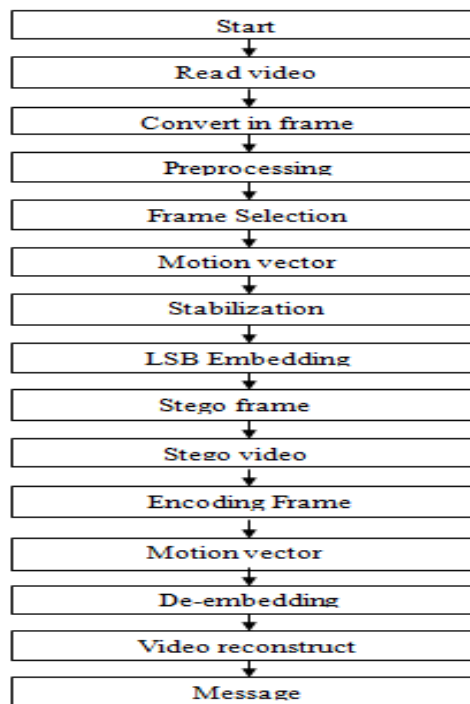 Start
Read video
Convert in frame
Preprocessing
Frame Selection
Motion vector
Stabilization
LSB Embedding
Stego frame
Stego video
Encoding Frame
Motion vector
De-embedding
Video reconstruct
Message